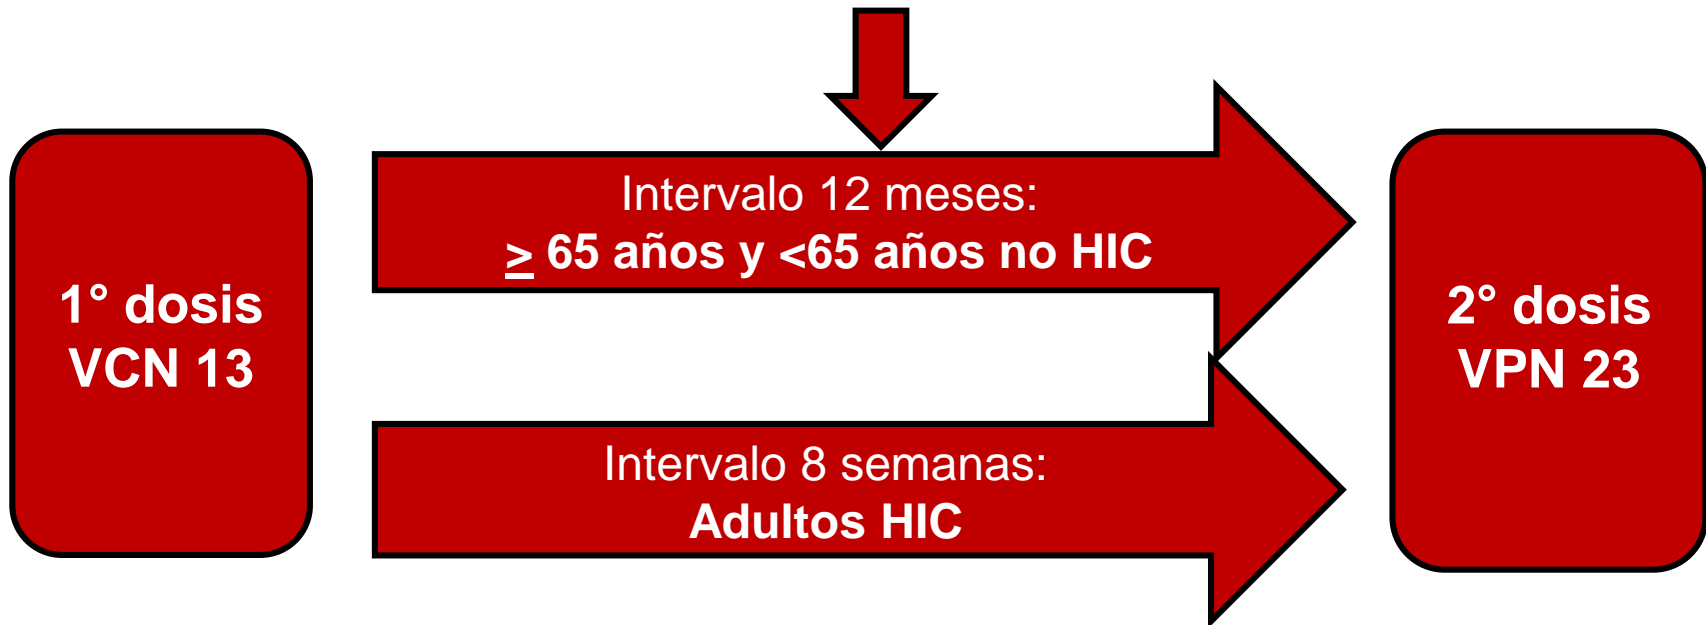 1° dosis
VCN 13
Intervalo 12 meses:
≥ 65 años y <65 años no HIC
Intervalo 8 semanas:
Adultos HIC
2° dosis
VPN 23